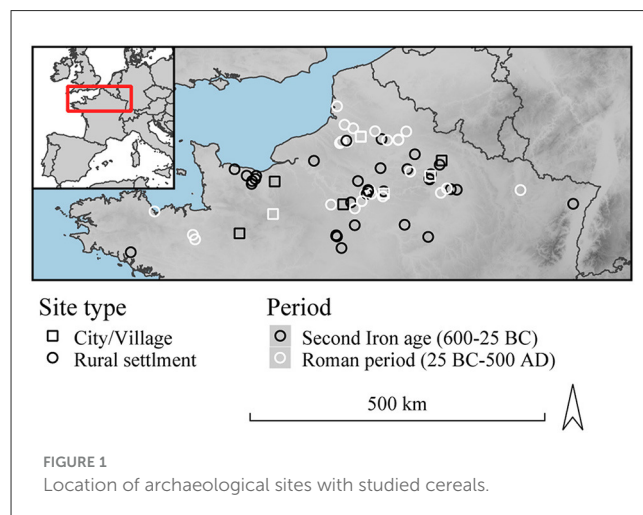 Site type
City/Village
Rural settlment
Period
Second Iron age (600-25 BC)
Roman period (25 BC-500 AD)
500 km
FIGURE 1
Location of archaeological sites with studied cereals.